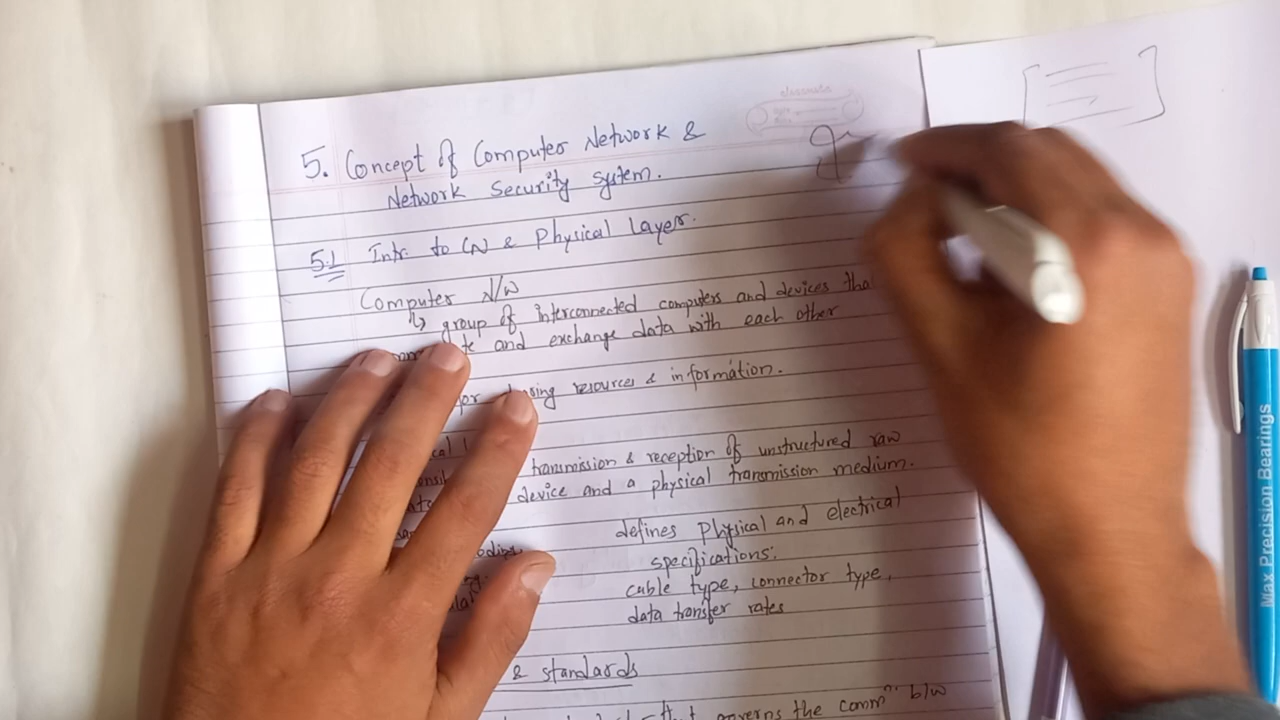 classmate
5. Concept of Computer Network &
Network Security system.
5.1 Intr. to CN & Physical Layer.
Computer N/W
↳ group of interconnected computers and devices
and exchange data with each other
resources & information.
transmission & reception of unstructured raw
device and a physical transmission medium.
defines Physical and electrical
specifications:
cable type, connector type,
data transfer rates
& standards
governs the commⁿ. b/w
Max Precision Bearings